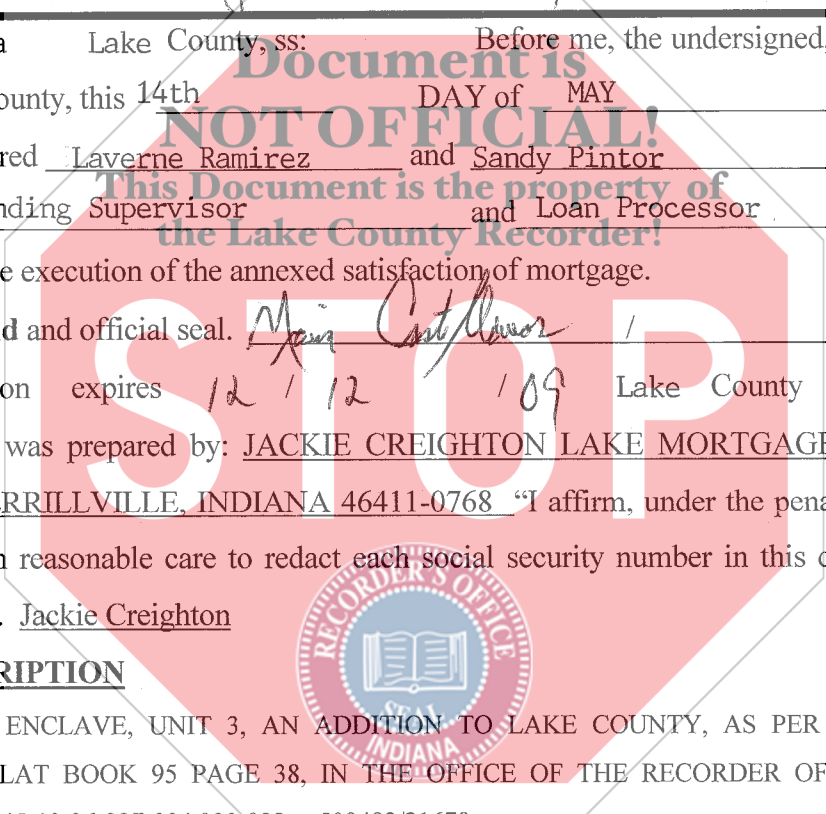 a Lake County, ss: Before me, the undersigned,
Document is
ounty, this 14th DAY of MAY
NOT OFFICIAL!
red Laverne Ramirez and Sandy Pintor
This Document is the property of
nding Supervisor and Loan Processor
the Lake County Recorder!
e execution of the annexed satisfaction of mortgage.
d and official seal. /
STOP
on expires 12 / 12 / 09 Lake County
was prepared by: JACKIE CREIGHTON LAKE MORTGAGE
RRILLVILLE, INDIANA 46411-0768 “I affirm, under the pena
n reasonable care to redact each social security number in this d
. Jackie Creighton
RECORDER'S OFFICE
SEAL
INDIANA
RIPTION
ENCLAVE, UNIT 3, AN ADDITION TO LAKE COUNTY, AS PER
LAT BOOK 95 PAGE 38, IN THE OFFICE OF THE RECORDER OF